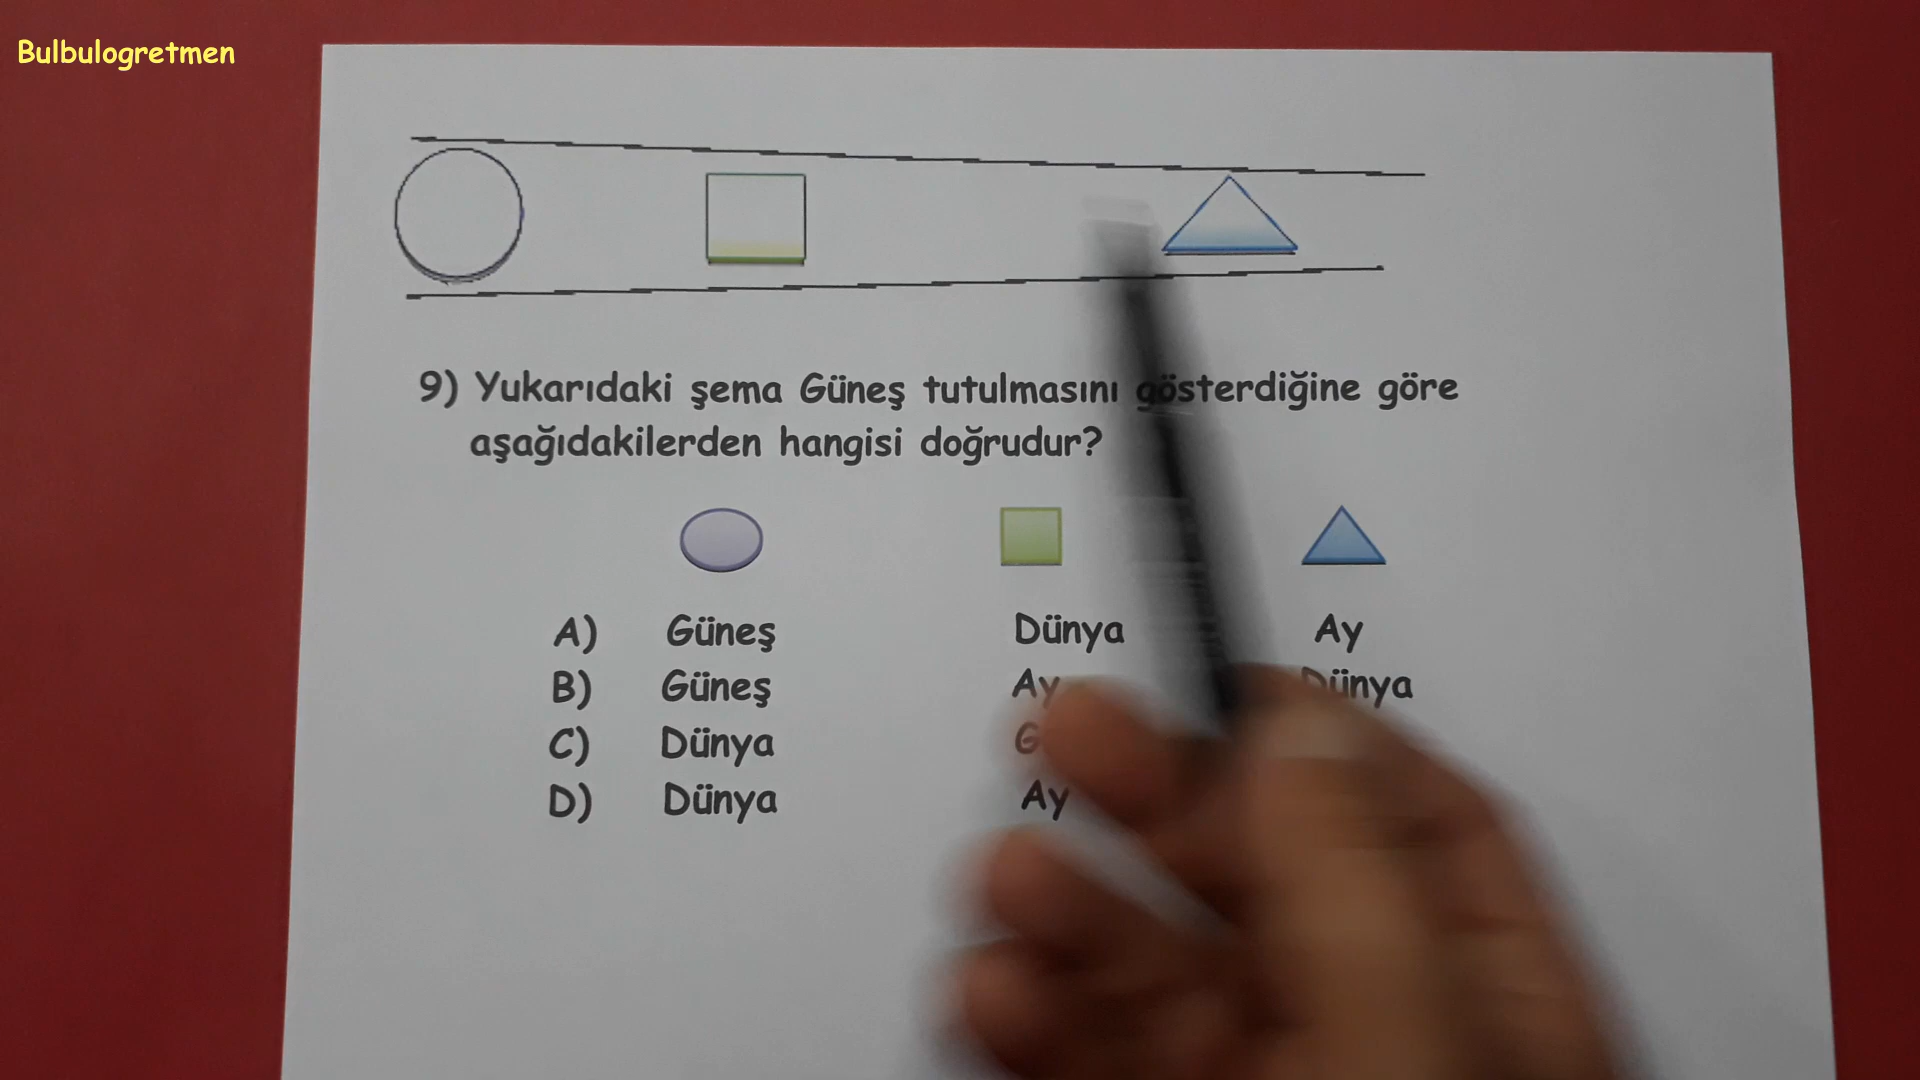 Bulbulogretmen
9) Yukarıdaki şema Güneş tutulmasını gösterdiğine göre
aşağıdakilerden hangisi doğrudur?
A) Güneş Dünya Ay
B) Güneş Ay Dünya
C) Dünya
D) Dünya Ay